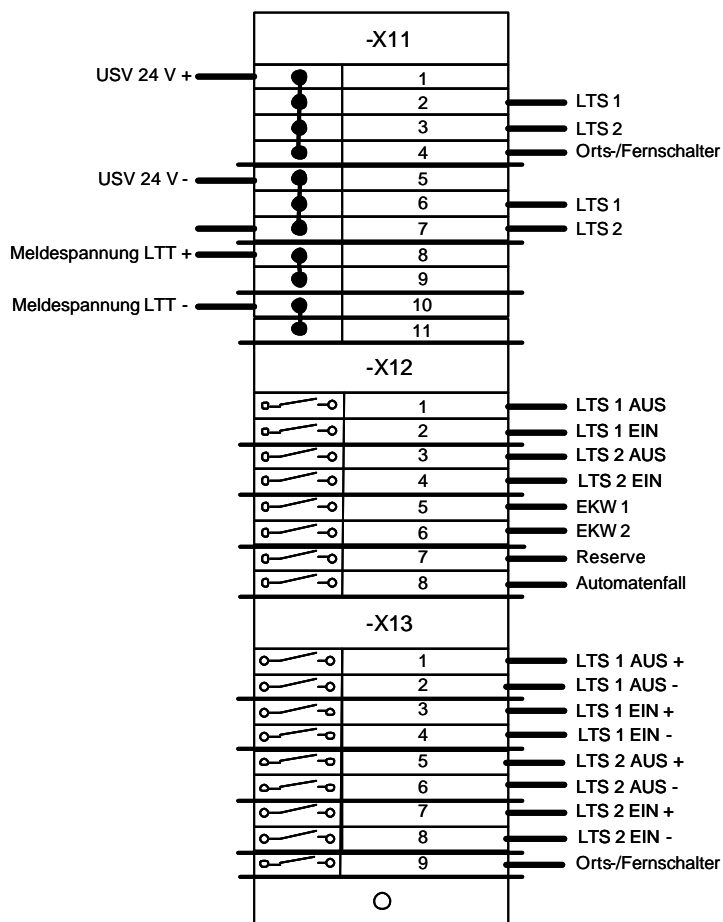 -X11
USV 24 V + 1
2 LTS 1
3 LTS 2
4 Orts-/Fernschalter
USV 24 V - 5
6 LTS 1
7 LTS 2
Meldespannung LTT + 8
9
Meldespannung LTT - 10
11
-X12
1 LTS 1 AUS
2 LTS 1 EIN
3 LTS 2 AUS
4 LTS 2 EIN
5 EKW 1
6 EKW 2
7 Reserve
8 Automatenfall
-X13
1 LTS 1 AUS +
2 LTS 1 AUS -
3 LTS 1 EIN +
4 LTS 1 EIN -
5 LTS 2 AUS +
6 LTS 2 AUS -
7 LTS 2 EIN +
8 LTS 2 EIN -
9 Orts-/Fernschalter